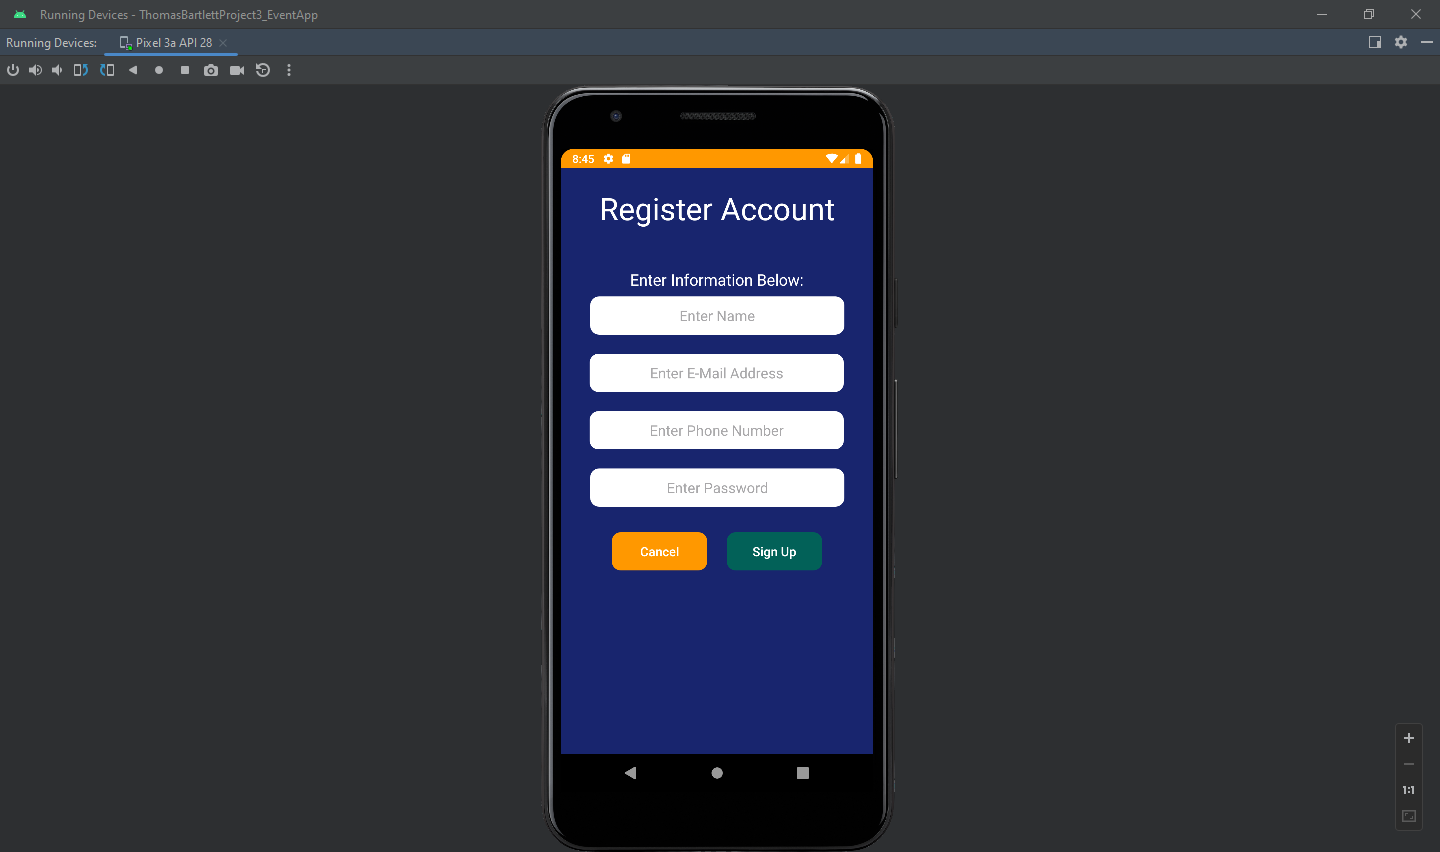 Running Devices - ThomasBartlettProject3_EventApp
Running Devices: Pixel 3a API 28
8:45
Register Account
Enter Information Below:
Enter Name
Enter E-Mail Address
Enter Phone Number
Enter Password
Cancel Sign Up
1:1